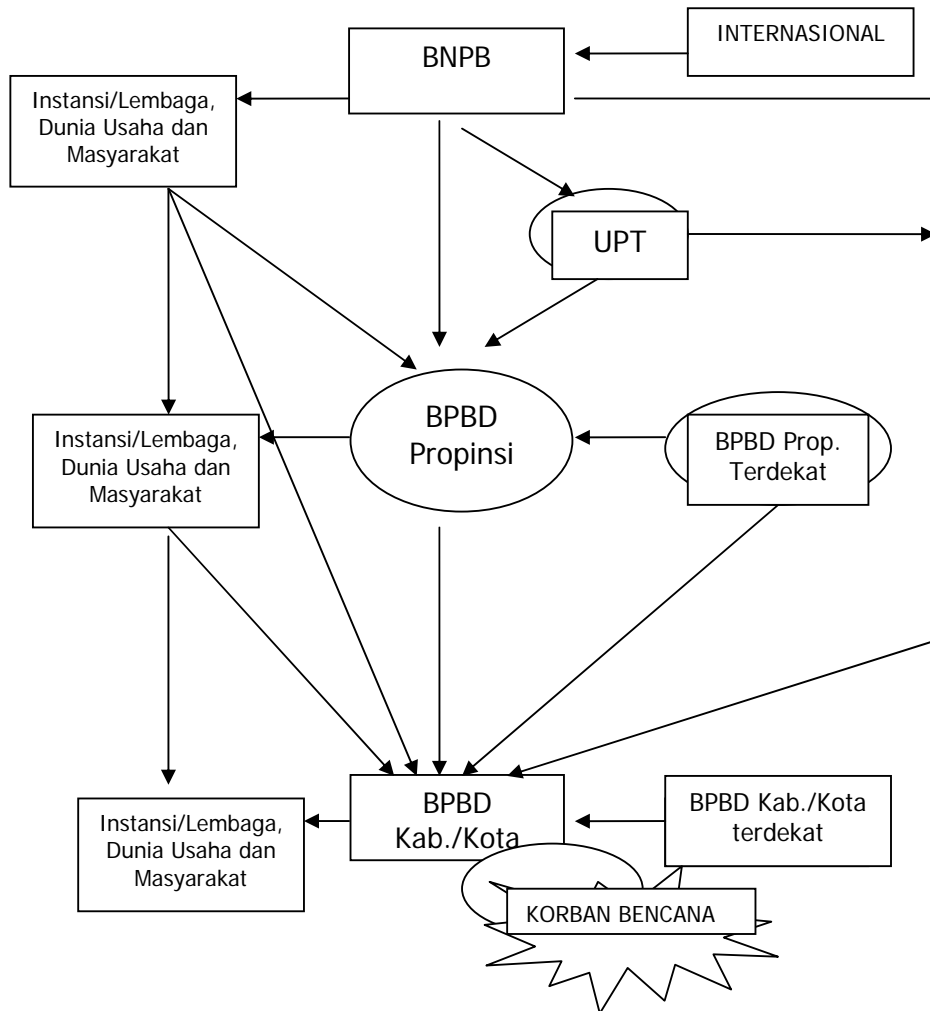 INTERNASIONAL
BNPB
Instansi/Lembaga,
Dunia Usaha dan
Masyarakat
UPT
BPBD
Propinsi
Instansi/Lembaga,
Dunia Usaha dan
Masyarakat
BPBD Prop.
Terdekat
BPBD
Kab./Kota
BPBD Kab./Kota
terdekat
Instansi/Lembaga,
Dunia Usaha dan
Masyarakat
KORBAN BENCANA